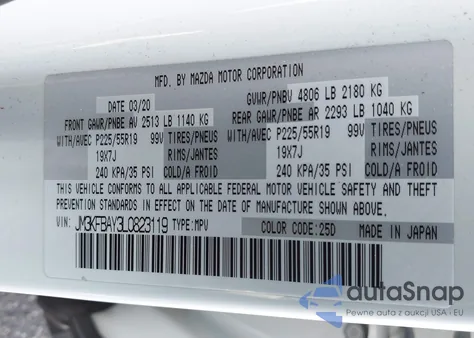 MFD. BY MAZDA MOTOR CORPORATION
DATE 03/20 GVWR/PNBV 4806 LB 2180 KG
FRONT GAWR/PNBE AV 2513 LB 1140 KG REAR GAWR/PNBE AR 2293 LB 1040 KG
WITH/AVEC P225/55R19 99V TIRES/PNEUS WITH/AVEC P225/55R19 99V TIRES/PNEUS
19X7J RIMS/JANTES 19X7J RIMS/JANTES
240 KPA/35 PSI COLD/A FROID 240 KPA/35 PSI COLD/A FROID
THIS VEHICLE CONFORMS TO ALL APPLICABLE FEDERAL MOTOR VEHICLE SAFETY AND THEFT
PREVENTION STANDARDS IN EFFECT ON THE DATE OF MANUFACTURE SHOWN ABOVE.
VIN: JM3KFBAY3L0823119 TYPE:MPV COLOR CODE:25D MADE IN JAPAN
autoSnap
Pewne auta z aukcji USA - EU